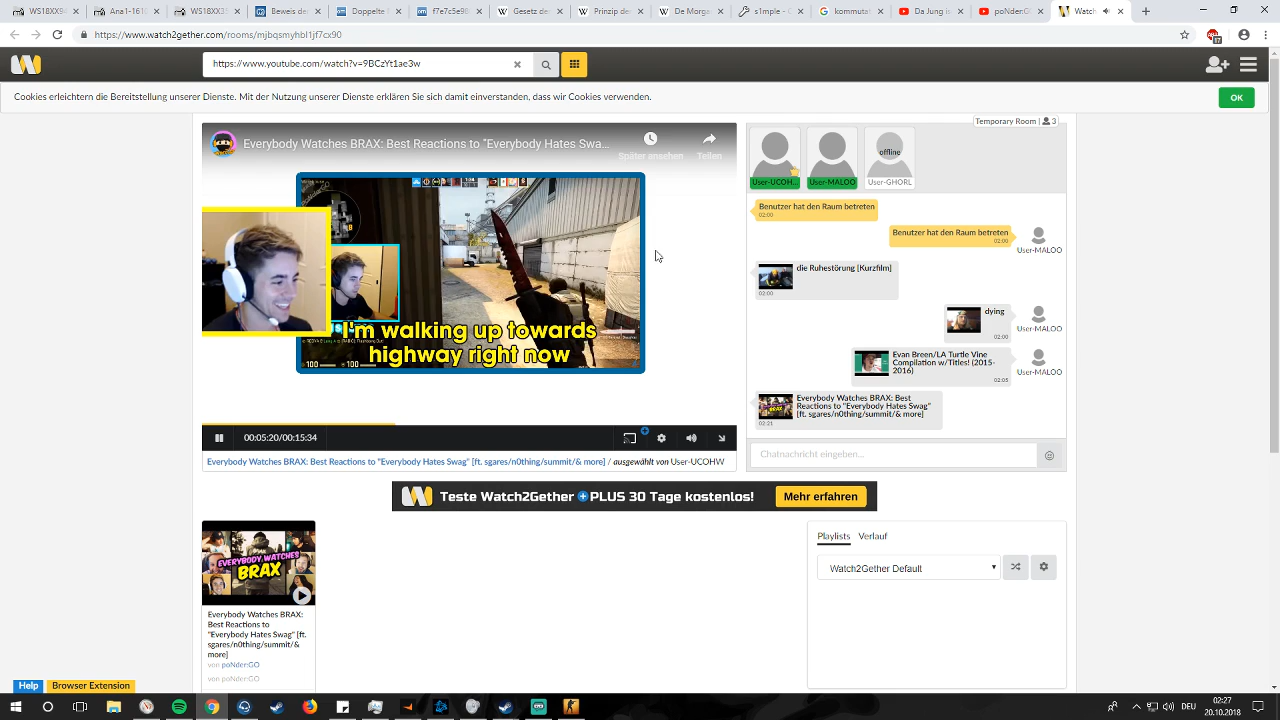 WS18XX94
Ana1-161
WS18XX35
Beweis de
Doppelte
f7e7c5e9b
Gesetz de
Prinzip de
De Morga
s1mple - C
kommutat
Da Jung is
poNderGO
Watch
https://www.watch2gether.com/rooms/mjbqsmyhbl1jf7cx90
17
https://www.youtube.com/watch?v=9BCzYt1ae3w
Cookies erleichtern die Bereitstellung unserer Dienste. Mit der Nutzung unserer Dienste erklären Sie sich damit einverstanden, dass wir Cookies verwenden.
OK
Temporary Room | 3
Everybody Watches BRAX: Best Reactions to "Everybody Hates Swa...
Später ansehen
Teilen
I'm walking up towards
highway right now
00:05:20/00:15:34
Everybody Watches BRAX: Best Reactions to "Everybody Hates Swag" [ft. sgares/n0thing/summit/& more] / ausgewählt von User-UCOHW
offline
User-UCOH...
User-MALOO
User-GHORL
Benutzer hat den Raum betreten
02:00
Benutzer hat den Raum betreten
02:00
User-MALOO
die Ruhestörung [Kurzfilm]
02:00
dying
02:00
User-MALOO
Evan Breen/LA Turtle Vine
Compilation w/Titles! (2015-
2016)
02:05
User-MALOO
Everybody Watches BRAX: Best
Reactions to "Everybody Hates Swag"
[ft. sgares/n0thing/summit/& more]
02:21
Chatnachricht eingeben...
Teste Watch2Gether PLUS 30 Tage kostenlos!
Mehr erfahren
EVERYBODY WATCHES
BRAX
Everybody Watches BRAX:
Best Reactions to
"Everybody Hates Swag" [ft.
sgares/n0thing/summit/&
more]
von poNder:GO
von poNder:GO
Playlists
Verlauf
Watch2Gether Default
Help
Browser Extension
DEU
02:27
20.10.2018